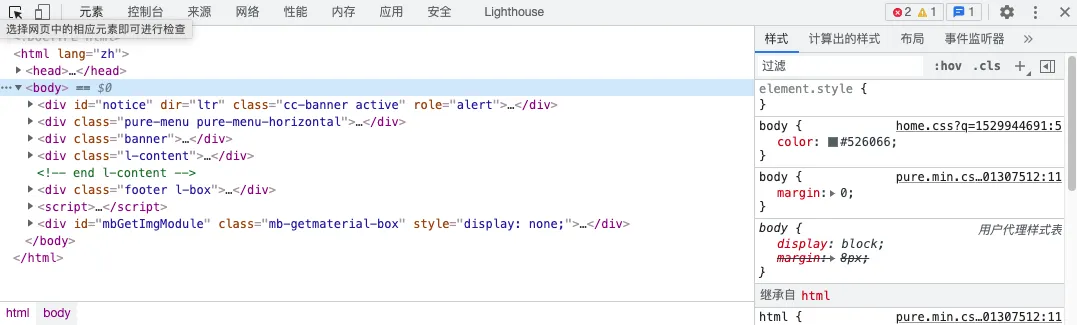 元素 控制台 来源 网络 性能 内存 应用 安全 Lighthouse 2 1 1
选择网页中的相应元素即可进行检查
<html lang="zh">
<head>…</head>
<body> == $0
<div id="notice" dir="ltr" class="cc-banner active" role="alert">…</div>
<div class="pure-menu pure-menu-horizontal">…</div>
<div class="banner">…</div>
<div class="l-content">…</div>
<!-- end l-content -->
<div class="footer l-box">…</div>
<script>…</script>
<div id="mbGetImgModule" class="mb-getmaterial-box" style="display: none;">…</div>
</body>
</html>
html body
样式 计算出的样式 布局 事件监听器 »
过滤 :hov .cls +
element.style {
}
body { home.css?q=1529944691:5
color: #526066;
}
body { pure.min.cs…01307512:11
margin: 0;
}
body { 用户代理样式表
display: block;
margin: 8px;
}
继承自 html
html { pure.min.cs…01307512:11